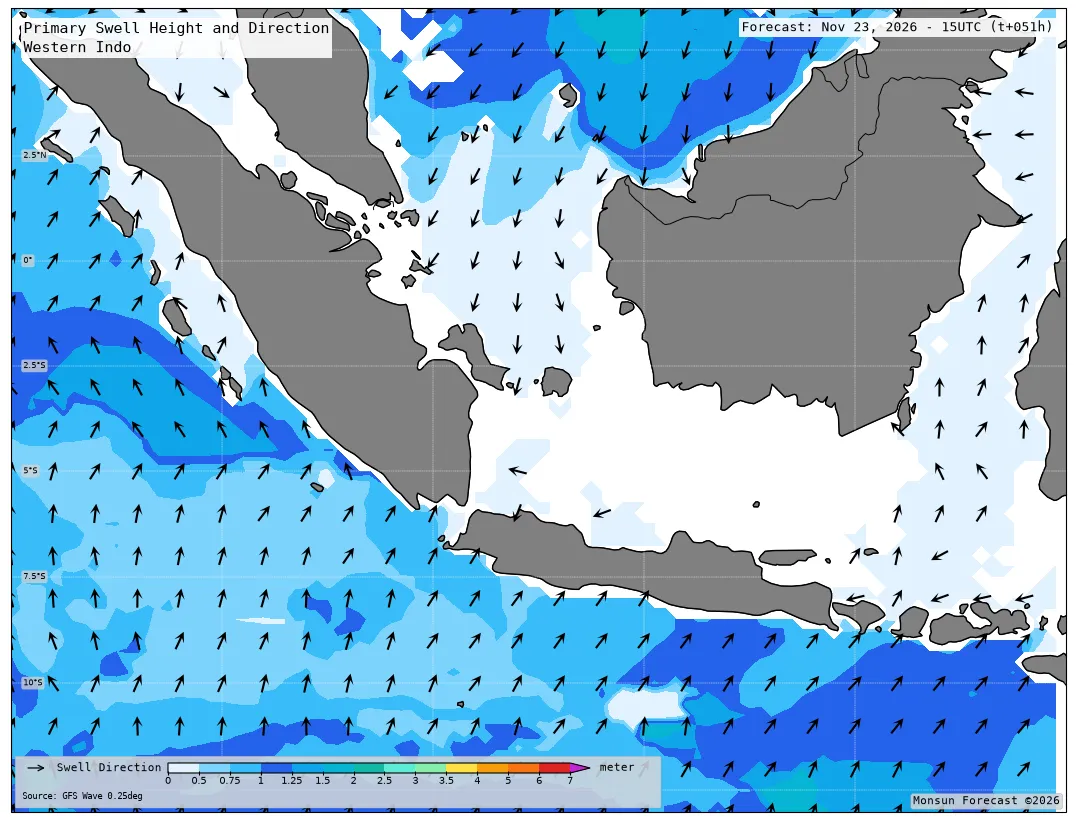 Primary Swell Height and Direction
Western Indo
Forecast: Nov 23, 2026 - 15UTC (t+051h)
2.5°N
0°
2.5°S
5°S
7.5°S
10°S
Swell Direction
0 0.5 0.75 1 1.25 1.5 2 2.5 3 3.5 4 5 6 7
meter
Source: GFS Wave 0.25deg
Monsun Forecast ©2026